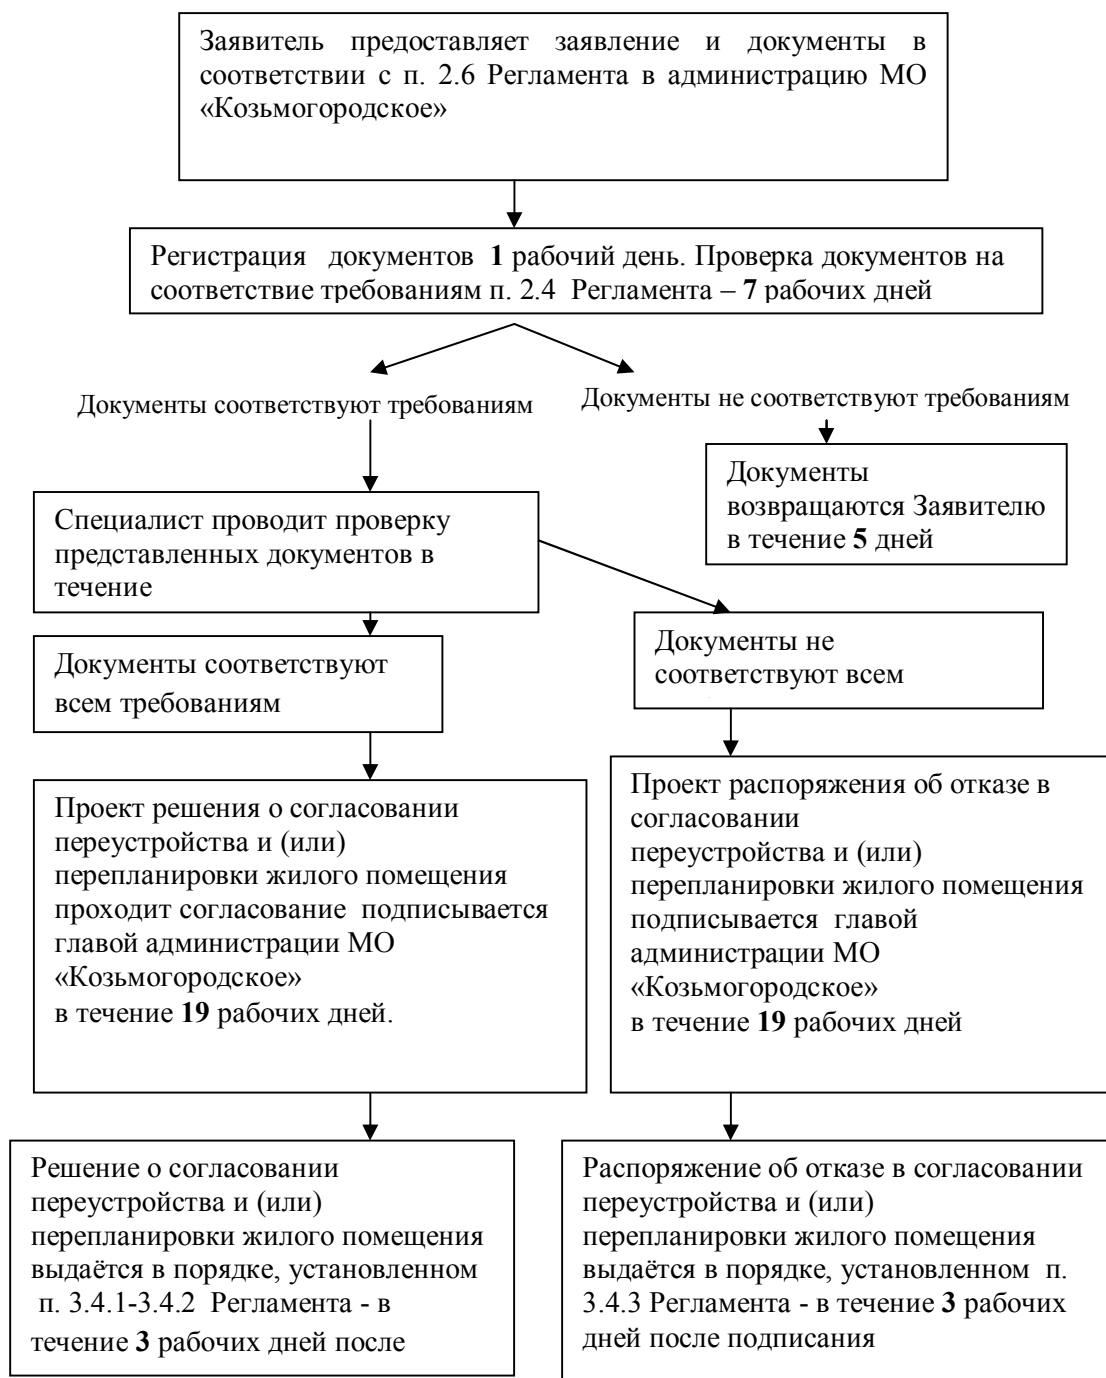 Заявитель предоставляет заявление и документы в
соответствии с п. 2.6 Регламента в администрацию МО
«Козьмогородское»
Регистрация документов 1 рабочий день. Проверка документов на
соответствие требованиям п. 2.4 Регламента – 7 рабочих дней
Документы соответствуют требованиям
Документы не соответствуют требованиям
Документы
возвращаются Заявителю
в течение 5 дней
Специалист проводит проверку
представленных документов в
течение
Документы не
соответствуют всем
Документы соответствуют
всем требованиям
Проект решения о согласовании
переустройства и (или)
перепланировки жилого помещения
проходит согласование подписывается
главой администрации МО
«Козьмогородское»
в течение 19 рабочих дней.
Проект распоряжения об отказе в
согласовании
переустройства и (или)
перепланировки жилого помещения
подписывается главой
администрации МО
«Козьмогородское»
в течение 19 рабочих дней
Решение о согласовании
переустройства и (или)
перепланировки жилого помещения
выдаётся в порядке, установленном
п. 3.4.1-3.4.2 Регламента - в
течение 3 рабочих дней после
Распоряжение об отказе в согласовании
переустройства и (или)
перепланировки жилого помещения
выдаётся в порядке, установленном п.
3.4.3 Регламента - в течение 3 рабочих
дней после подписания